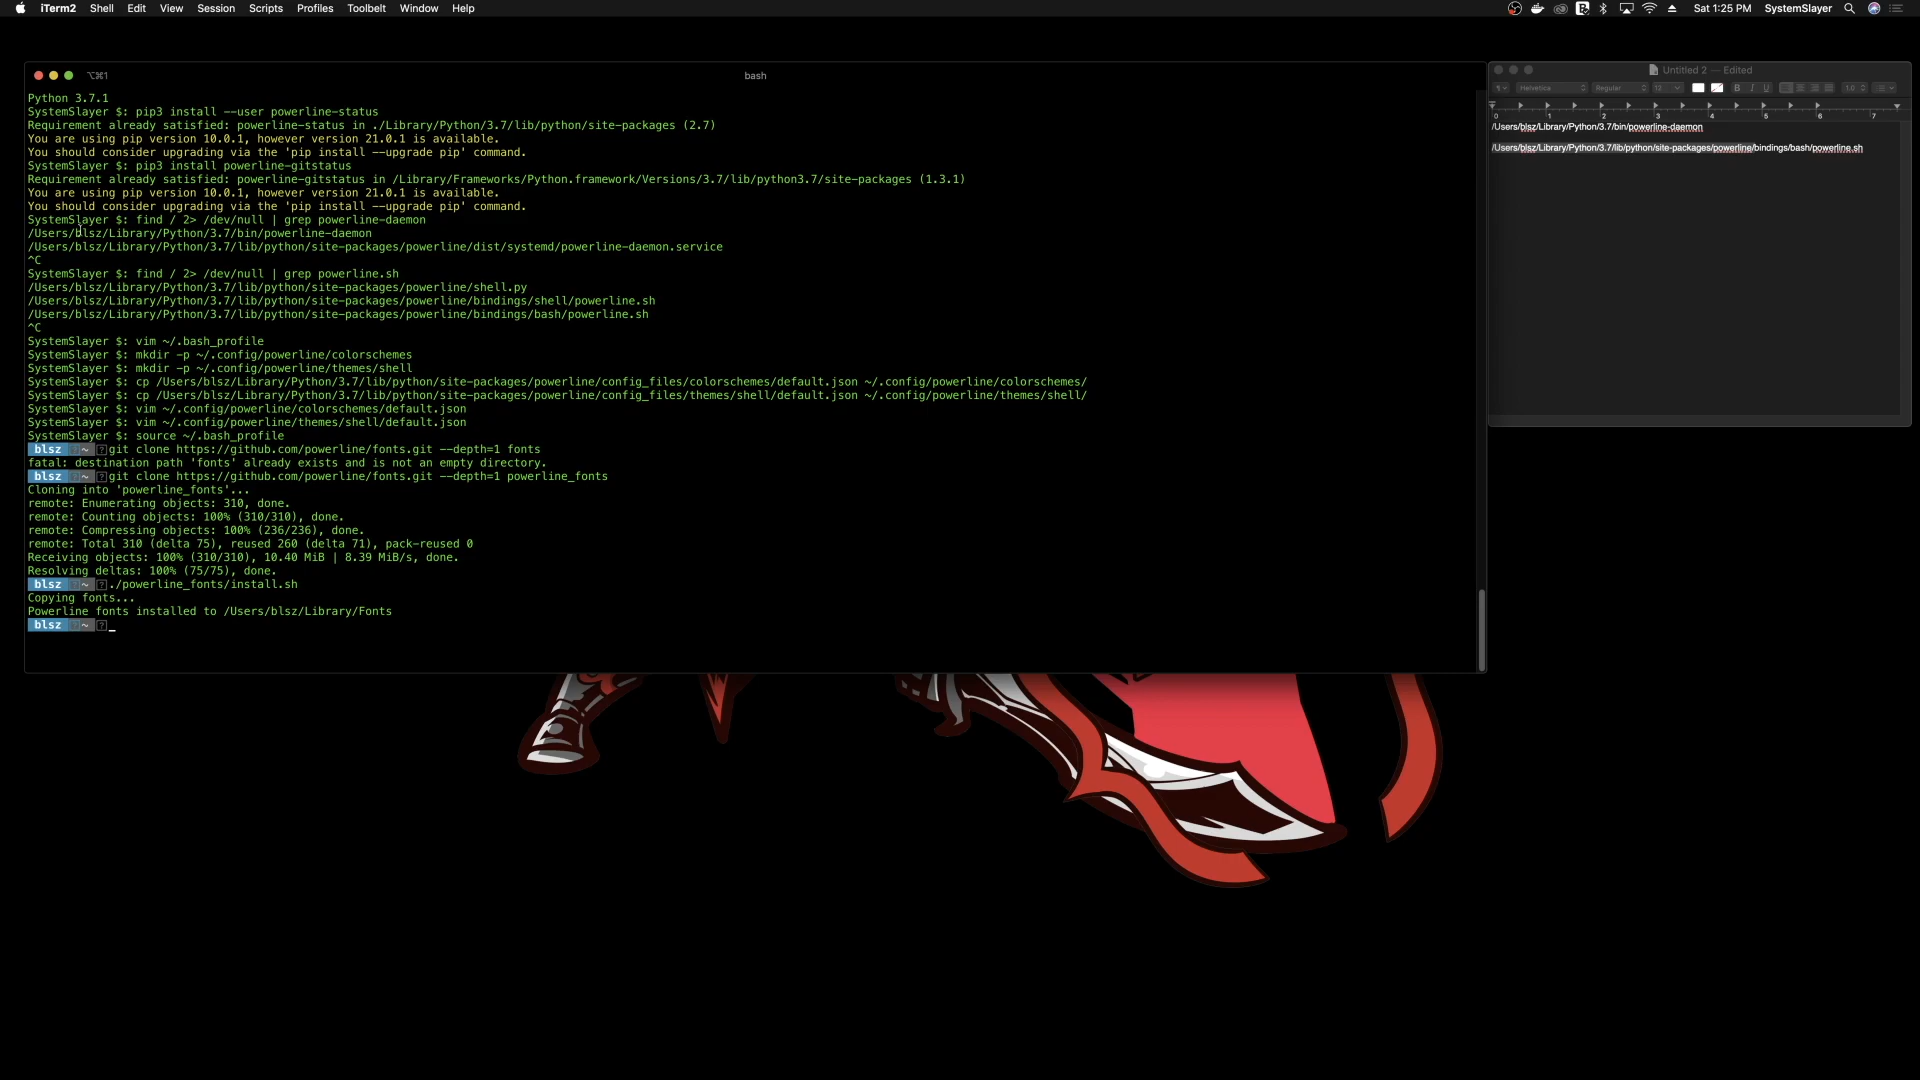 iTerm2 Shell Edit View Session Scripts Profiles Toolbelt Window Help Sat 1:25 PM SystemSlayer
⌥⌘1 bash
Python 3.7.1
SystemSlayer $: pip3 install --user powerline-status
Requirement already satisfied: powerline-status in ./Library/Python/3.7/lib/python/site-packages (2.7)
You are using pip version 10.0.1, however version 21.0.1 is available.
You should consider upgrading via the 'pip install --upgrade pip' command.
SystemSlayer $: pip3 install powerline-gitstatus
Requirement already satisfied: powerline-gitstatus in /Library/Frameworks/Python.framework/Versions/3.7/lib/python3.7/site-packages (1.3.1)
You are using pip version 10.0.1, however version 21.0.1 is available.
You should consider upgrading via the 'pip install --upgrade pip' command.
SystemSlayer $: find / 2> /dev/null | grep powerline-daemon
/Users/blsz/Library/Python/3.7/bin/powerline-daemon
/Users/blsz/Library/Python/3.7/lib/python/site-packages/powerline/dist/systemd/powerline-daemon.service
^C
SystemSlayer $: find / 2> /dev/null | grep powerline.sh
/Users/blsz/Library/Python/3.7/lib/python/site-packages/powerline/shell.py
/Users/blsz/Library/Python/3.7/lib/python/site-packages/powerline/bindings/shell/powerline.sh
/Users/blsz/Library/Python/3.7/lib/python/site-packages/powerline/bindings/bash/powerline.sh
^C
SystemSlayer $: vim ~/.bash_profile
SystemSlayer $: mkdir -p ~/.config/powerline/colorschemes
SystemSlayer $: mkdir -p ~/.config/powerline/themes/shell
SystemSlayer $: cp /Users/blsz/Library/Python/3.7/lib/python/site-packages/powerline/config_files/colorschemes/default.json ~/.config/powerline/colorschemes/
SystemSlayer $: cp /Users/blsz/Library/Python/3.7/lib/python/site-packages/powerline/config_files/themes/shell/default.json ~/.config/powerline/themes/shell/
SystemSlayer $: vim ~/.config/powerline/colorschemes/default.json
SystemSlayer $: vim ~/.config/powerline/themes/shell/default.json
SystemSlayer $: source ~/.bash_profile
blsz ~ git clone https://github.com/powerline/fonts.git --depth=1 fonts
fatal: destination path 'fonts' already exists and is not an empty directory.
blsz ~ git clone https://github.com/powerline/fonts.git --depth=1 powerline_fonts
Cloning into 'powerline_fonts'...
remote: Enumerating objects: 310, done.
remote: Counting objects: 100% (310/310), done.
remote: Compressing objects: 100% (236/236), done.
remote: Total 310 (delta 75), reused 260 (delta 71), pack-reused 0
Receiving objects: 100% (310/310), 10.40 MiB | 8.39 MiB/s, done.
Resolving deltas: 100% (75/75), done.
blsz ~ ./powerline_fonts/install.sh
Copying fonts...
Powerline fonts installed to /Users/blsz/Library/Fonts
blsz ~ _
Untitled 2 — Edited
Helvetica Regular 12 B I U 1.0
0 1 2 3 4 5 6 7
/Users/blsz/Library/Python/3.7/bin/powerline-daemon
/Users/blsz/Library/Python/3.7/lib/python/site-packages/powerline/bindings/bash/powerline.sh